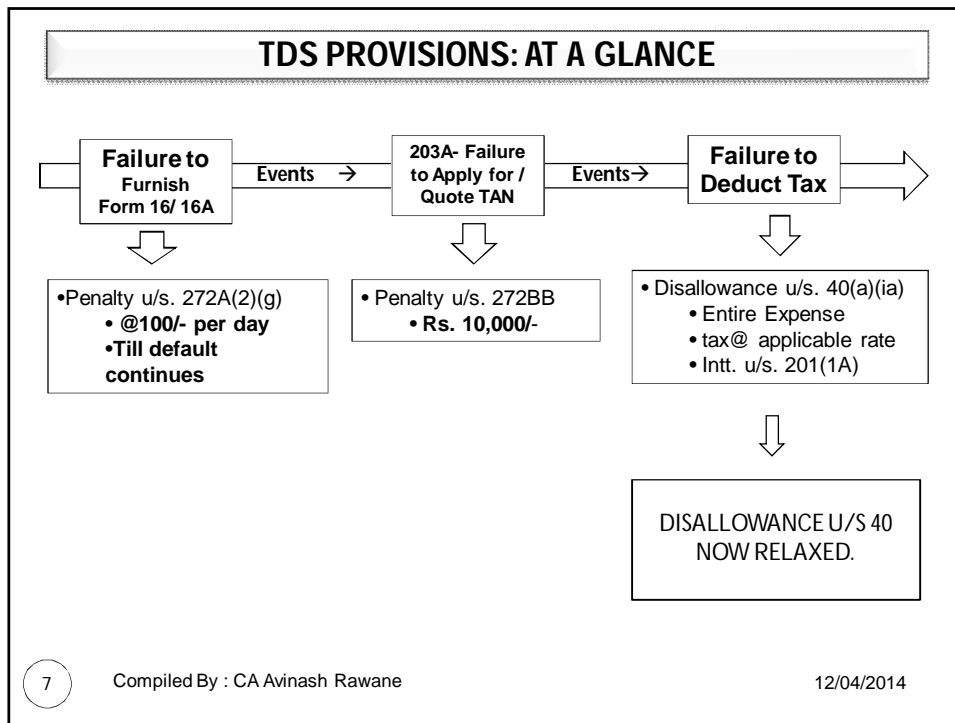 TDS PROVISIONS: AT A GLANCE
Failure to
Furnish
Form 16/ 16A
Events →
203A- Failure
to Apply for /
Quote TAN
Events→
Failure to
Deduct Tax
•Penalty u/s. 272A(2)(g)
• @100/- per day
•Till default
continues
• Penalty u/s. 272BB
• Rs. 10,000/-
• Disallowance u/s. 40(a)(ia)
• Entire Expense
• tax@ applicable rate
• Intt. u/s. 201(1A)
DISALLOWANCE U/S 40
NOW RELAXED.
7
Compiled By : CA Avinash Rawane
12/04/2014